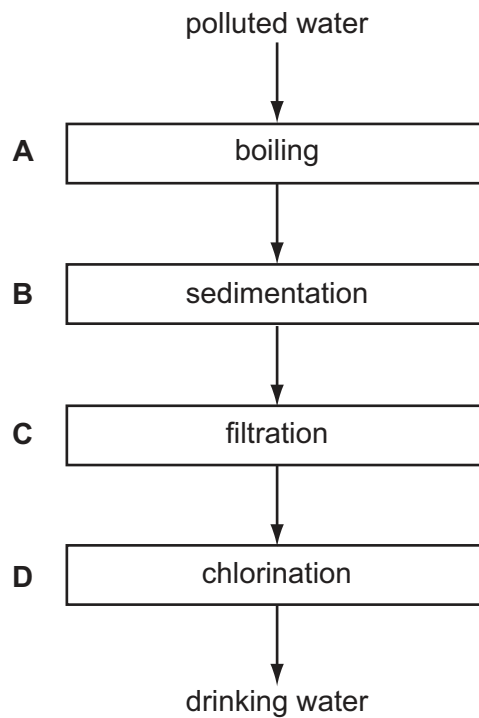 polluted water
A boiling
B sedimentation
C filtration
D chlorination
drinking water